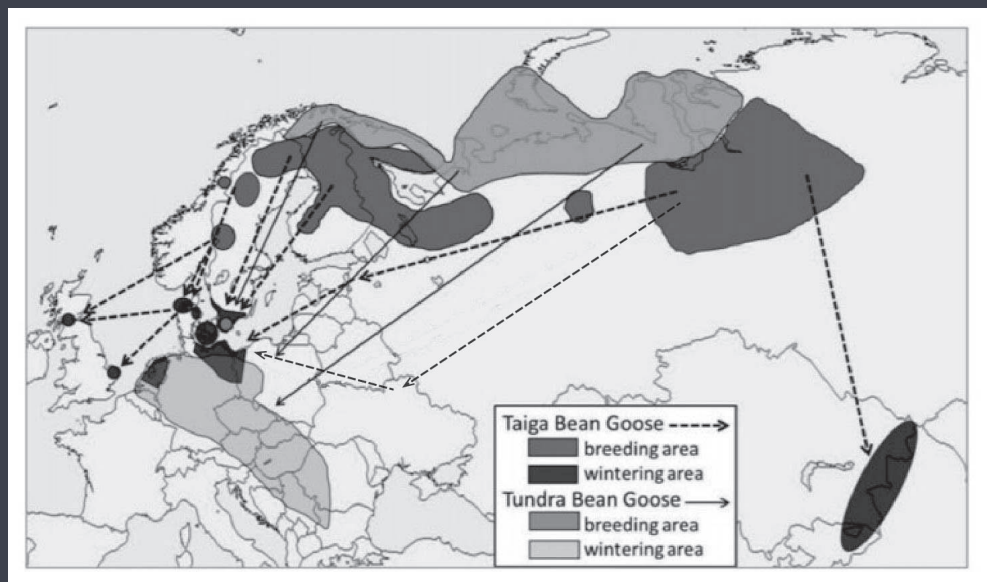 Taiga Bean Goose
breeding area
wintering area
Tundra Bean Goose
breeding area
wintering area